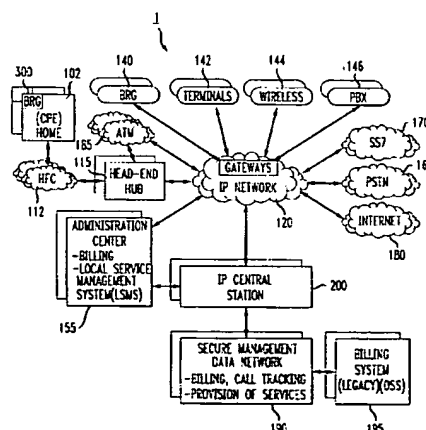 1
140
142
144
146
300
102
BRG
TERMINALS
WIRELESS
PBX
BRG
(CPE)
HOME
ATM
165
115
SS7
170
HFC
HEAD-END
HUB
GATEWAYS
IP NETWORK
PSTN
16
112
120
INTERNET
180
ADMINISTRATION
CENTER
-BILLING
-LOCAL SERVICE
MANAGEMENT
SYSTEM(LSMS)
IP CENTRAL
STATION
200
155
SECURE MANAGEMENT
DATA NETWORK
-BILLING, CALL TRACKING
-PROVISION OF SERVICES
BILLING
SYSTEM
(LEGACY)(OSS)
190
195